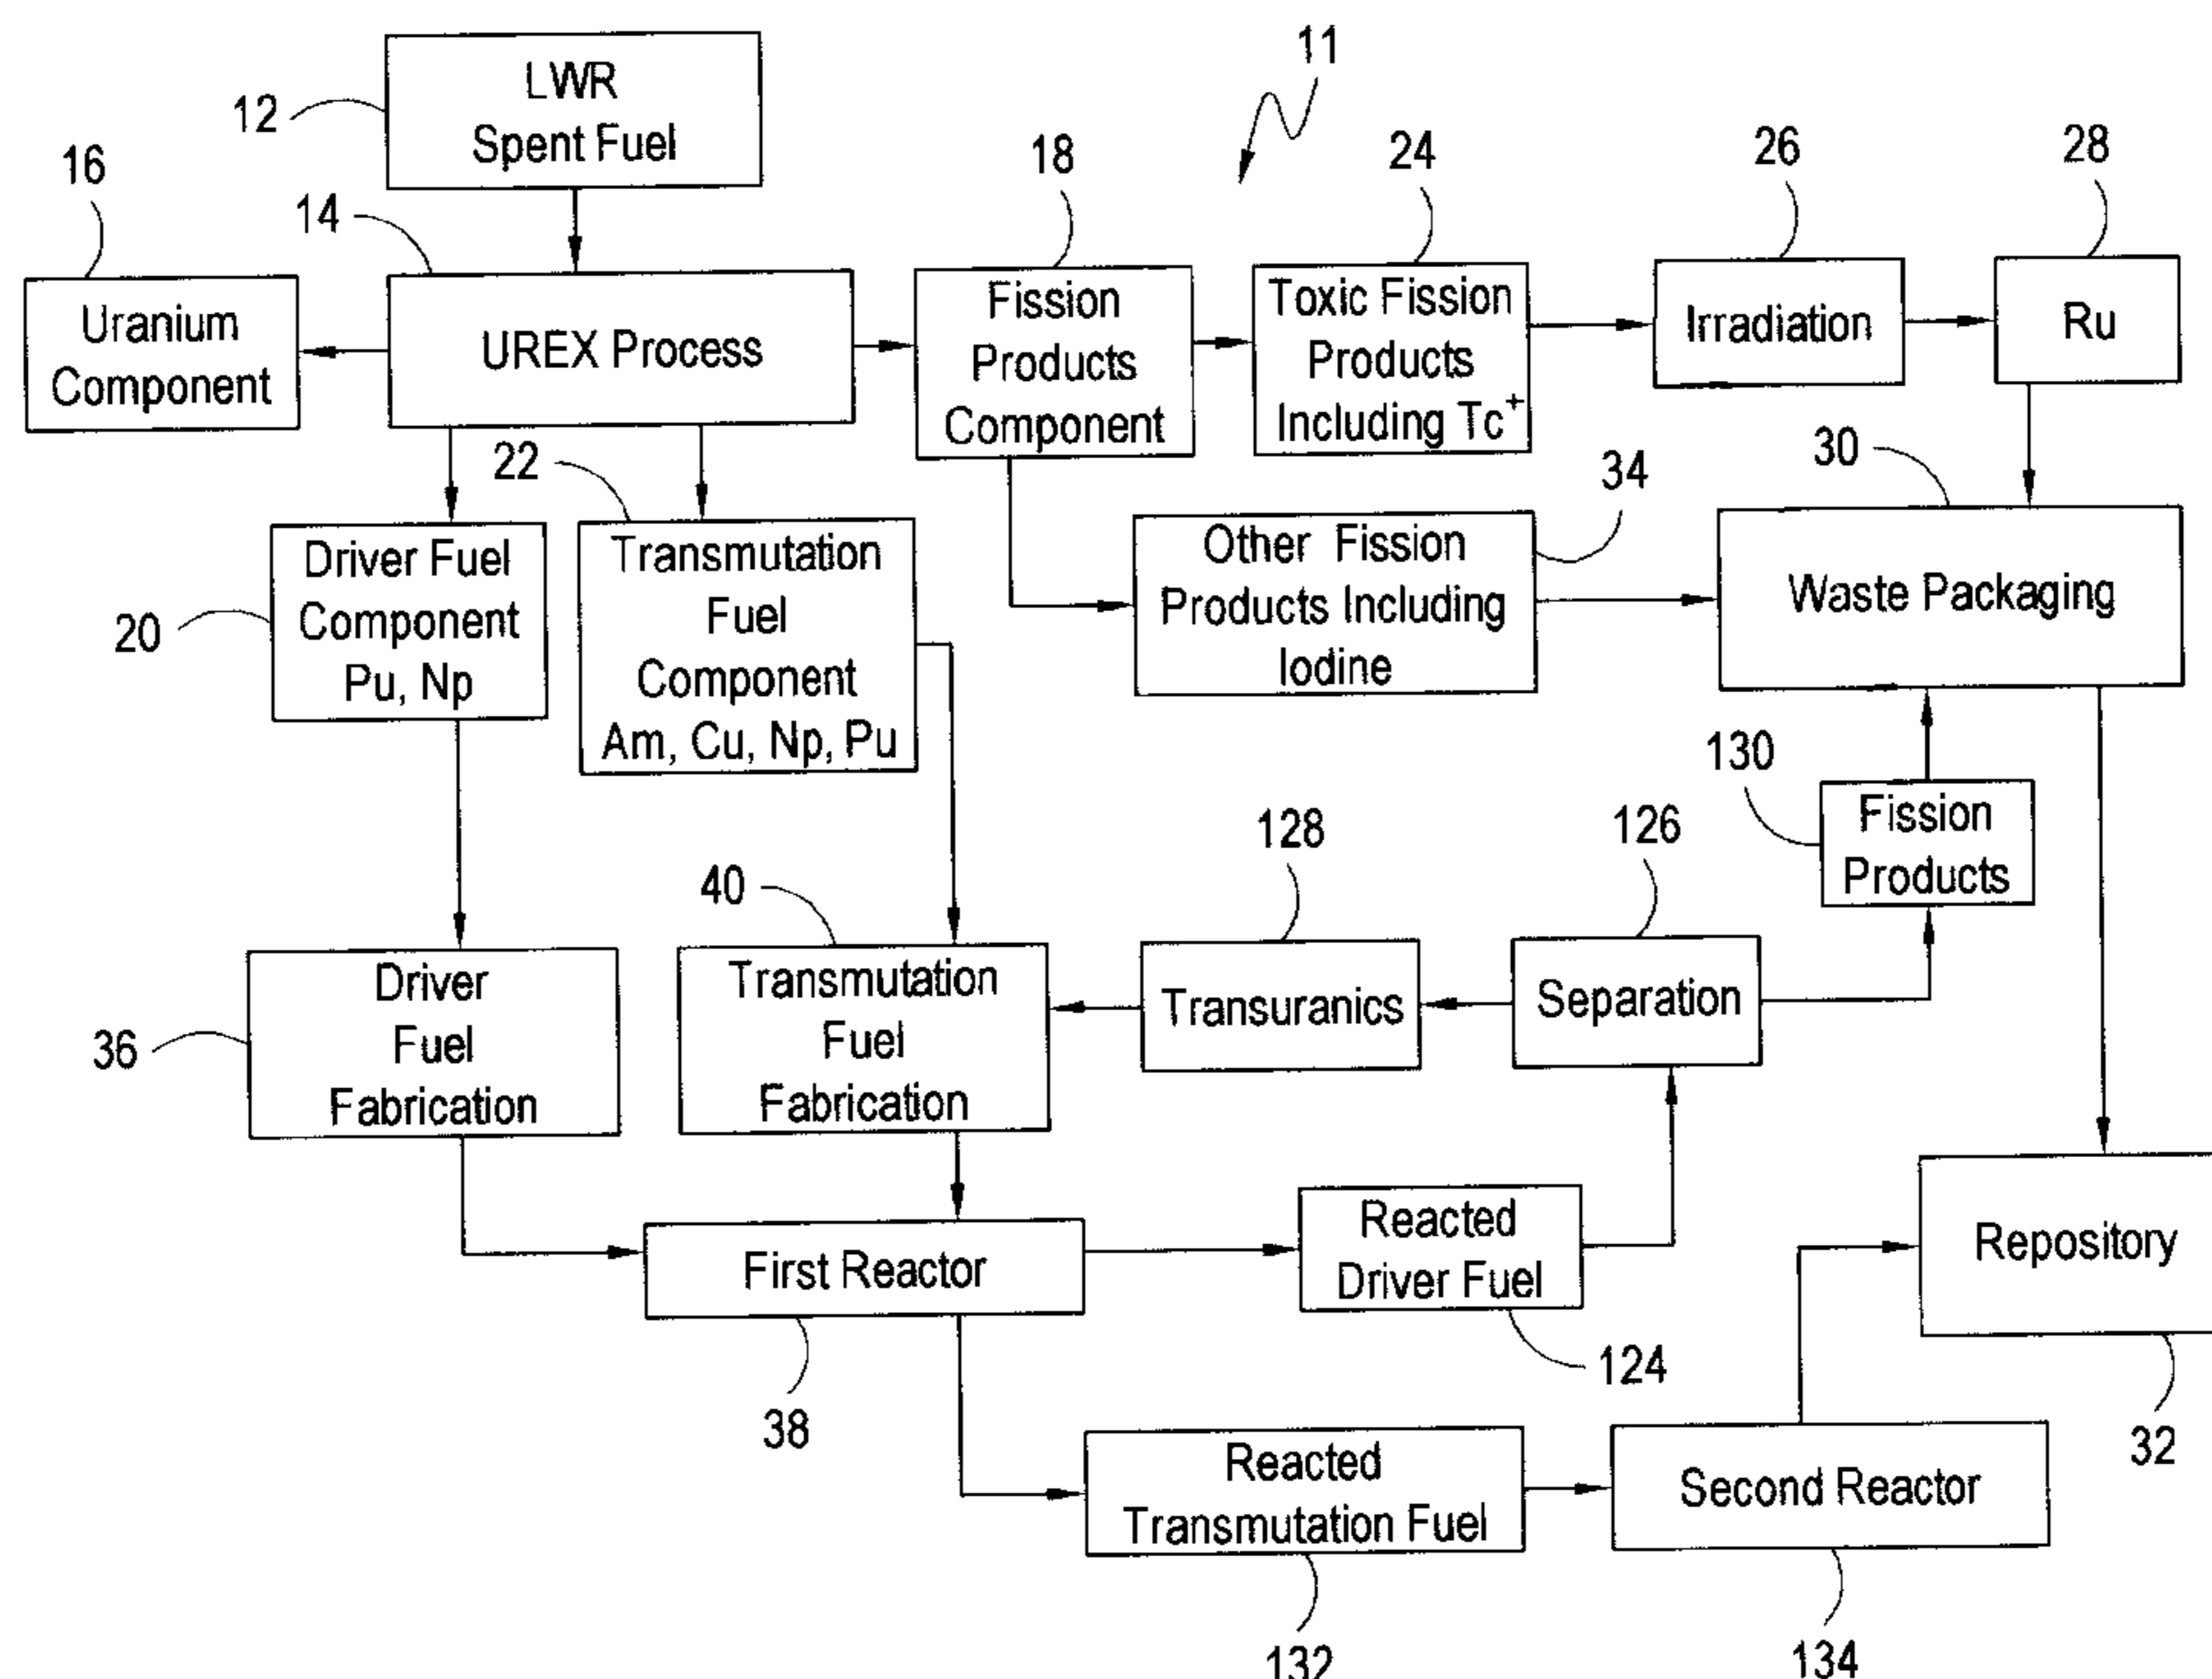 11
12
LWR
Spent Fuel
16
14
18
24
26
28
Uranium
Component
UREX Process
Fission
Products
Component
Toxic Fission
Products
Including Tc+
Irradiation
Ru
20
Driver Fuel
Component
Pu, Np
22
Transmutation
Fuel
Component
Am, Cu, Np, Pu
34
Other Fission
Products Including
Iodine
30
Waste Packaging
130
Fission
Products
36
Driver
Fuel
Fabrication
40
Transmutation
Fuel
Fabrication
128
Transuranics
126
Separation
First Reactor
38
Reacted
Driver Fuel
124
Repository
32
Reacted
Transmutation Fuel
132
Second Reactor
134